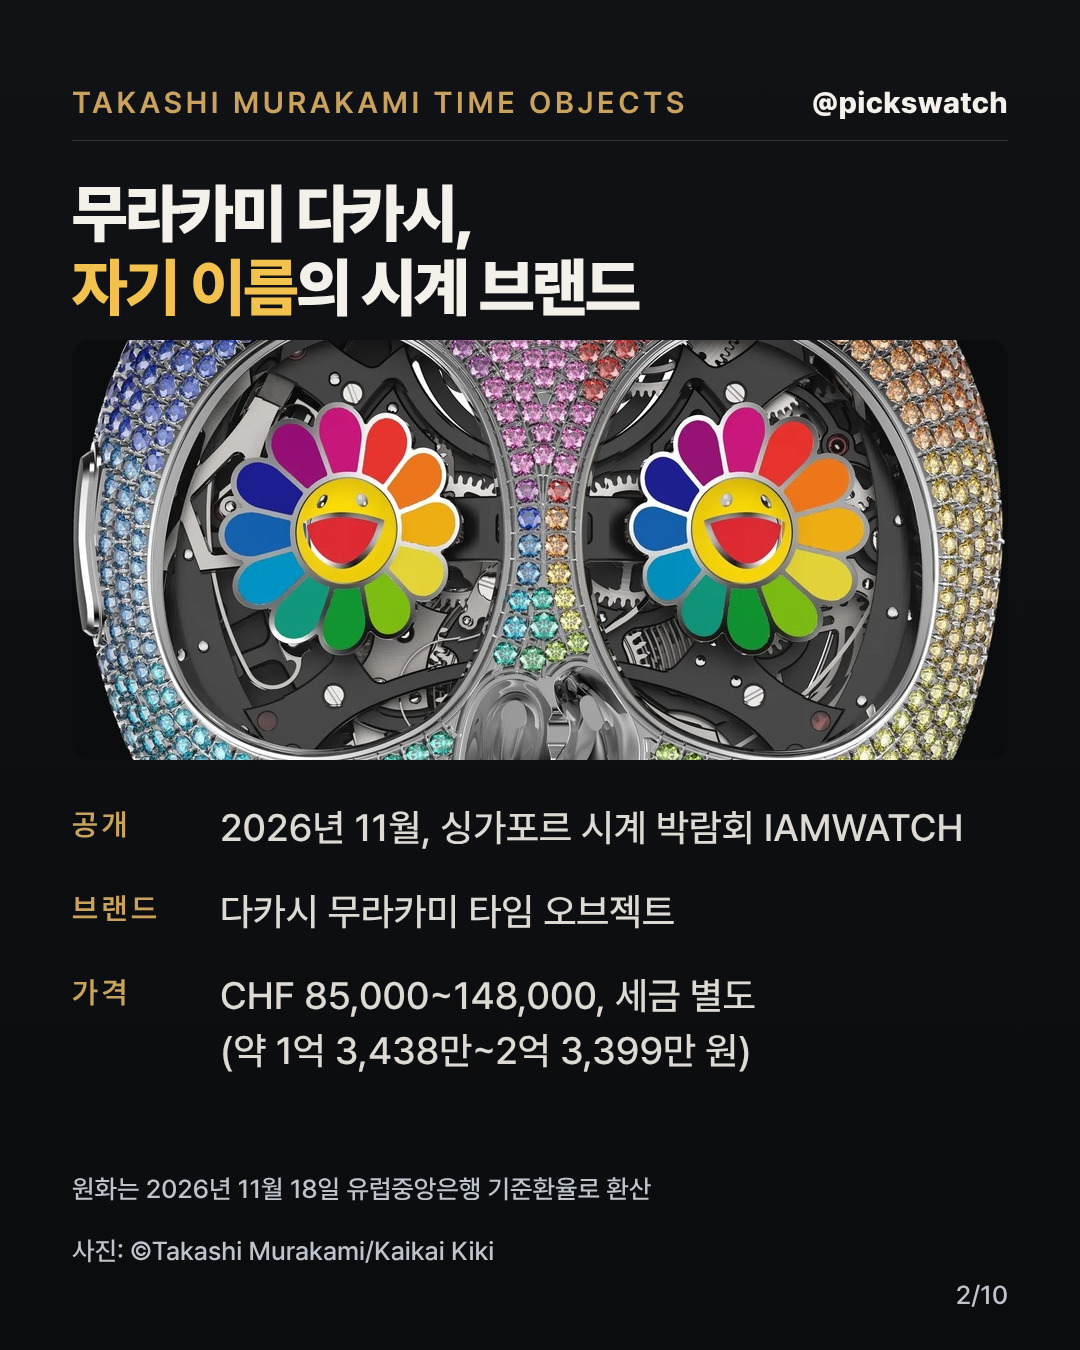 TAKASHI MURAKAMI TIME OBJECTS
@pickswatch
무라카미 다카시,
자기 이름의 시계 브랜드
공개
2026년 11월, 싱가포르 시계 박람회 IAMWATCH
브랜드
다카시 무라카미 타임 오브젝트
가격
CHF 85,000~148,000, 세금 별도
(약 1억 3,438만~2억 3,399만 원)
원화는 2026년 11월 18일 유럽중앙은행 기준환율로 환산
사진: ©Takashi Murakami/Kaikai Kiki
2/10